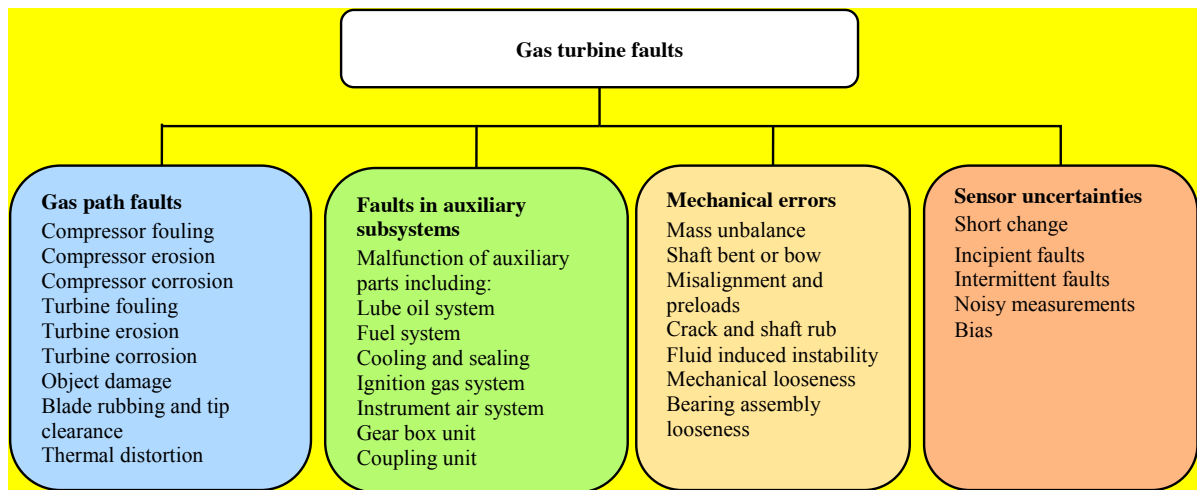 Gas turbine faults
Gas path faults
Compressor fouling
Compressor erosion
Compressor corrosion
Turbine fouling
Turbine erosion
Turbine corrosion
Object damage
Blade rubbing and tip
clearance
Thermal distortion
Faults in auxiliary
subsystems
Malfunction of auxiliary
parts including:
Lube oil system
Fuel system
Cooling and sealing
Ignition gas system
Instrument air system
Gear box unit
Coupling unit
Mechanical errors
Mass unbalance
Shaft bent or bow
Misalignment and
preloads
Crack and shaft rub
Fluid induced instability
Mechanical looseness
Bearing assembly
looseness
Sensor uncertainties
Short change
Incipient faults
Intermittent faults
Noisy measurements
Bias